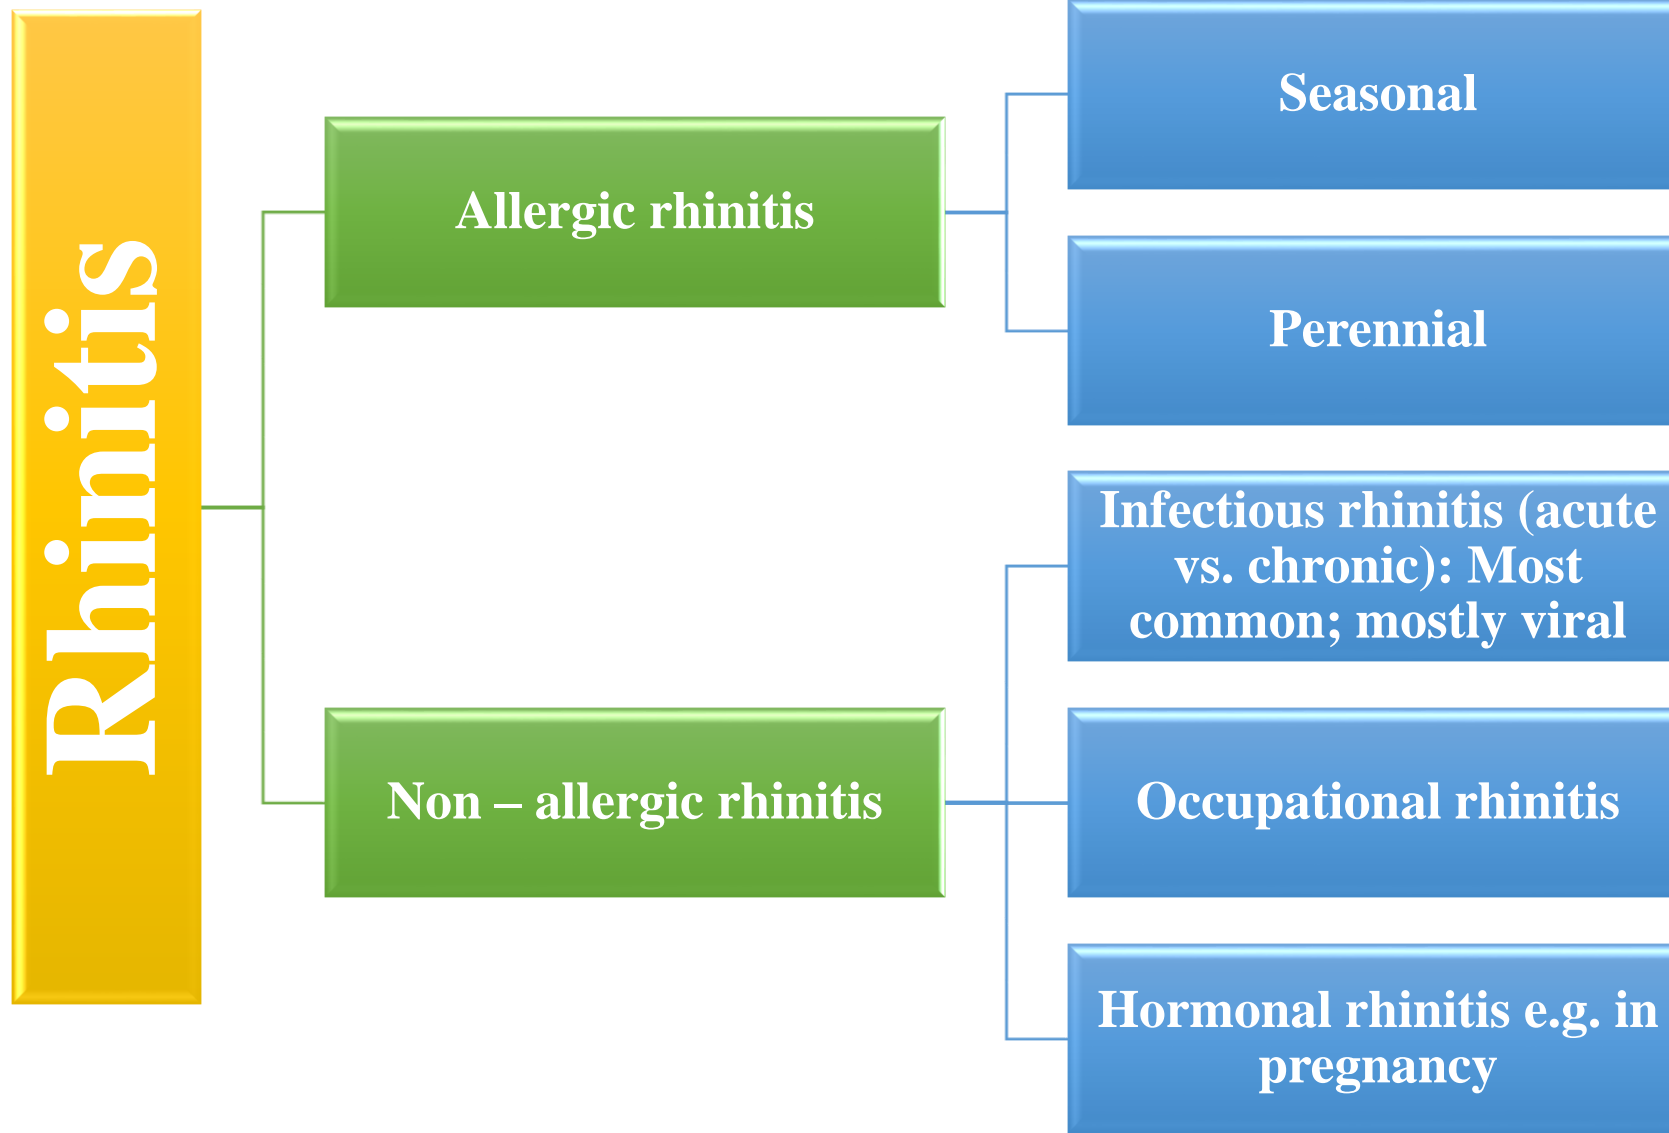 Rhinitis
Allergic rhinitis
Seasonal
Perennial
Non – allergic rhinitis
Infectious rhinitis (acute
vs. chronic): Most
common; mostly viral
Occupational rhinitis
Hormonal rhinitis e.g. in
pregnancy